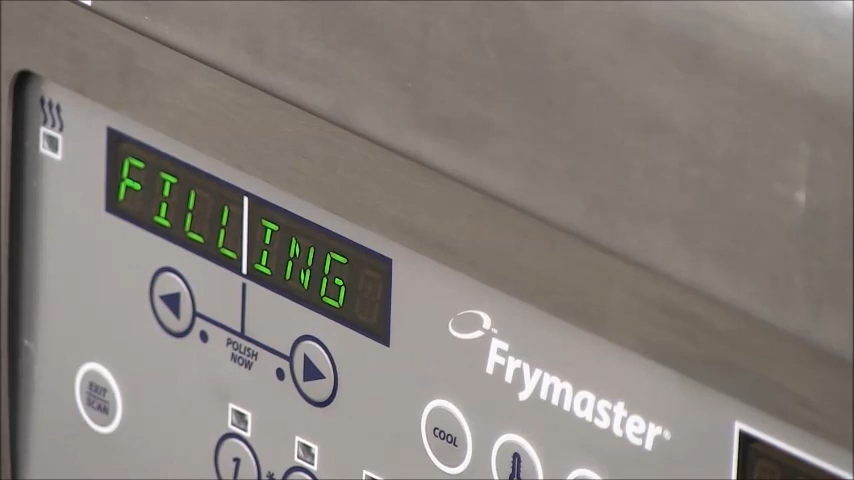 FILLING
POLISH
NOW
Frymaster®
EXIT
SCAN
COOL
1
*